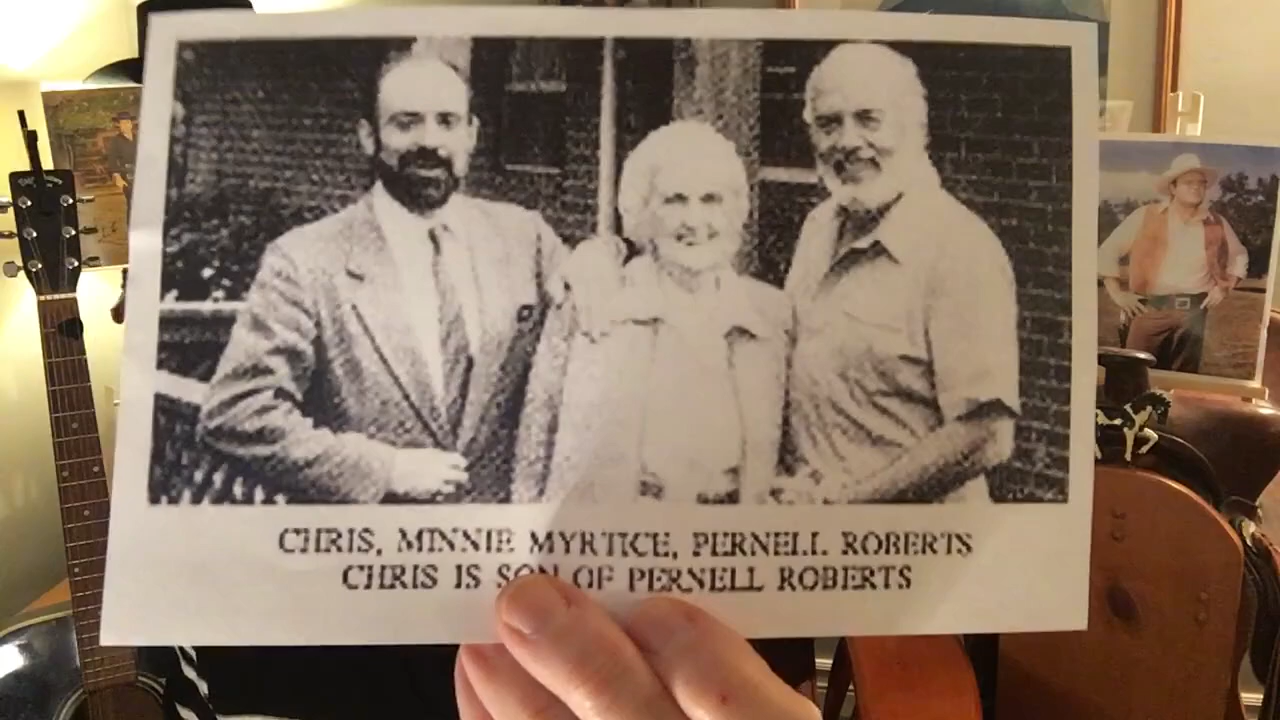 CHRIS, MINNIE MYRTICE, PERNELL ROBERTS
CHRIS IS SON OF PERNELL ROBERTS